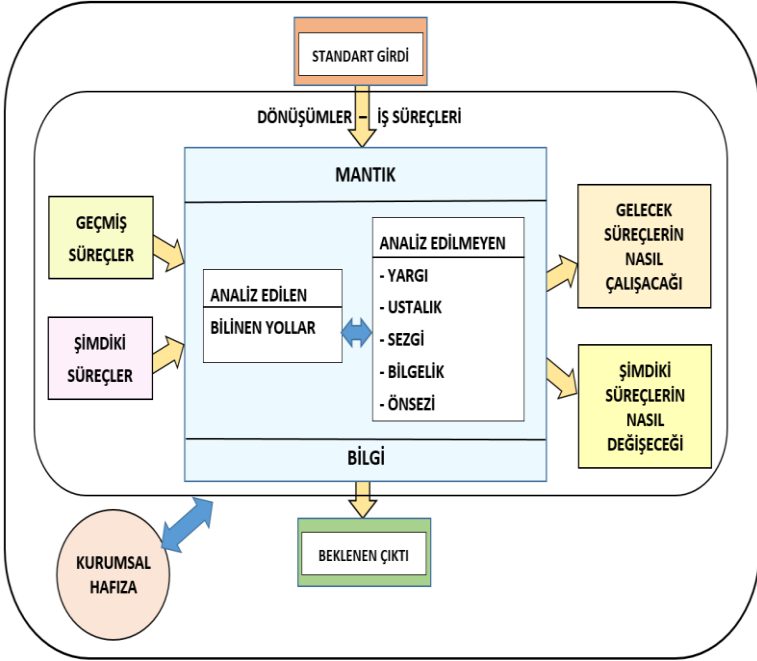 STANDART GİRDİ
DÖNÜŞÜMLER – İŞ SÜREÇLERİ
MANTIK
GEÇMİŞ
SÜREÇLER
ŞİMDİKİ
SÜREÇLER
ANALİZ EDİLEN
BİLİNEN YOLLAR
ANALİZ EDİLMEYEN
- YARGI
- USTALIK
- SEZGİ
- BİLGELİK
- ÖNSEZİ
GELECEK
SÜREÇLERİN
NASIL
ÇALIŞACAĞI
ŞİMDİKİ
SÜREÇLERİN
NASIL
DEĞİŞECEĞİ
BİLGİ
BEKLENEN ÇIKTI
KURUMSAL
HAFIZA